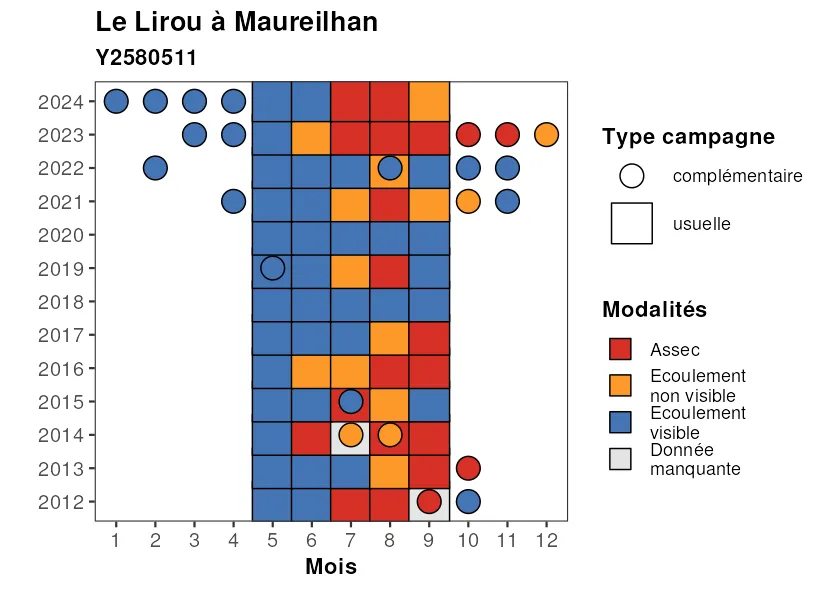 Le Lirou à Maureilhan
Y2580511
2024
2023
2022
2021
2020
2019
2018
2017
2016
2015
2014
2013
2012
1 2 3 4 5 6 7 8 9 10 11 12
Mois
Type campagne
complémentaire
usuelle
Modalités
Assec
Ecoulement
non visible
Ecoulement
visible
Donnée
manquante